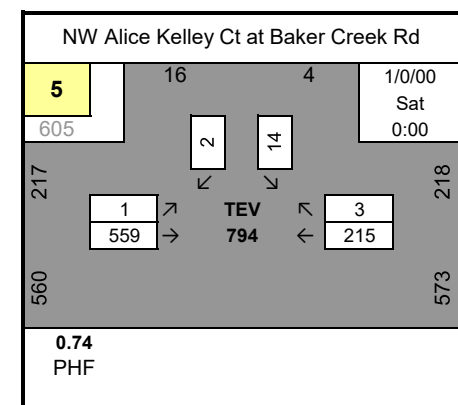 NW Alice Kelley Ct at Baker Creek Rd
5
16
4
1/0/00
Sat
0:00
605
2
14
217
218
↙ ↘
1 ↗ TEV ↖ 3
559 → 794 ← 215
560
573
0.74
PHF